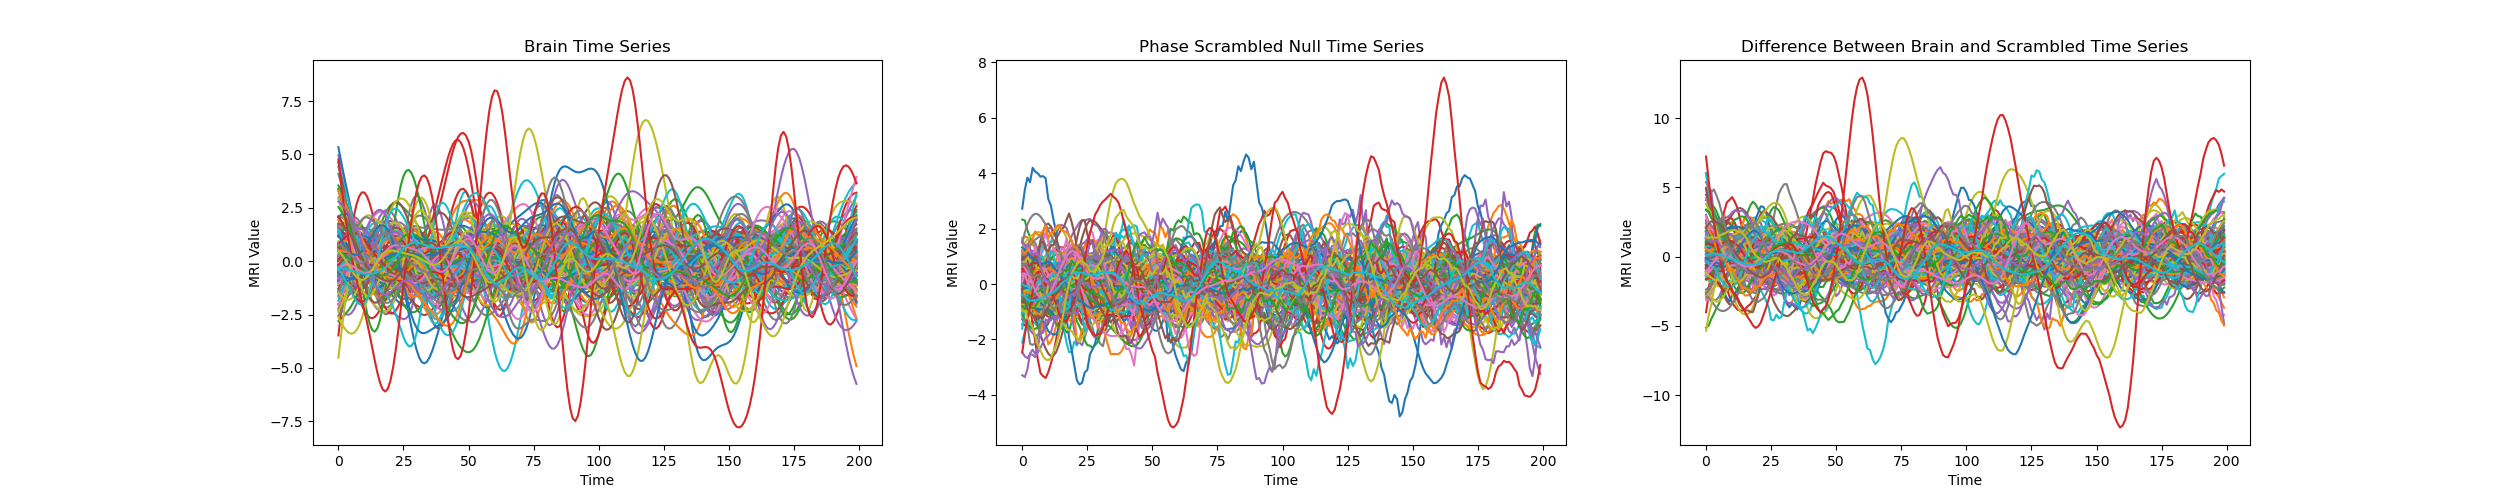 Brain Time Series
7.5
5.0
2.5
0.0
−2.5
−5.0
−7.5
MRI Value
0 25 50 75 100 125 150 175 200
Time
Phase Scrambled Null Time Series
8
6
4
2
0
−2
−4
MRI Value
0 25 50 75 100 125 150 175 200
Time
Difference Between Brain and Scrambled Time Series
10
5
0
−5
−10
MRI Value
0 25 50 75 100 125 150 175 200
Time